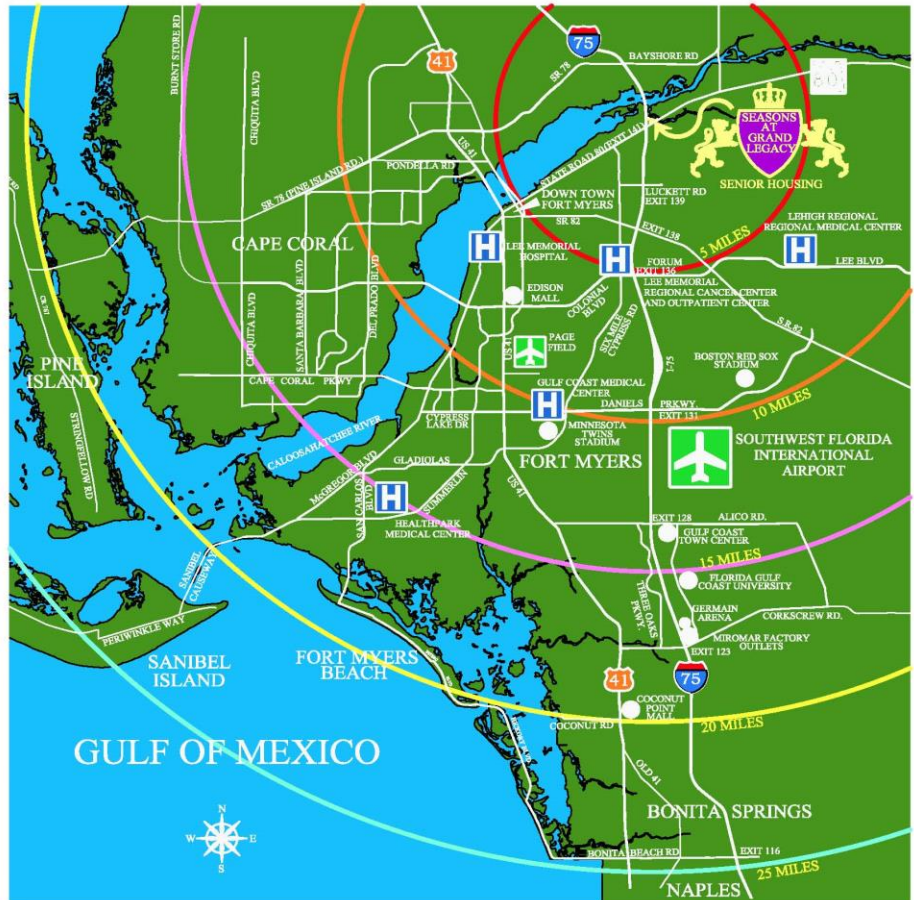 BURNT STORE RD
CHIQUITA BLVD
41
75
BAYSHORE RD
SR 78
80
SEASONS
AT
GRAND
LEGACY
SENIOR HOUSING
US 41
STATE ROAD 80 (EXIT 141)
PONDELLA RD
SR 78 (PINE ISLAND RD.)
DOWN TOWN
FORT MYERS
LUCKETT RD
EXIT 139
SR 82
EXIT 138
5 MILES
LEHIGH REGIONAL
REGIONAL MEDICAL CENTER
CAPE CORAL
H
LEE MEMORIAL
HOSPITAL
H
FORUM
EXIT 136
H
LEE BLVD
LEE MEMORIAL
REGIONAL CANCER CENTER
AND OUTPATIENT CENTER
EDISON
MALL
COLONIAL
BLVD
SIX MILE
CYPRESS RD
CHIQUITA BLVD
SANTA BARBARA BLVD
DEL PRADO BLVD
S R 82
US 41
PAGE
FIELD
I-75
BOSTON RED SOX
STADIUM
PINE
ISLAND
CAPE CORAL PKWY
GULF COAST MEDICAL
CENTER
H
DANIELS PRKWY.
EXIT 131
10 MILES
CYPRESS
LAKE DR
MINNESOTA
TWINS
STADIUM
STRINGFELLOW RD
CALOOSAHATCHEE RIVER
McGREGOR BLVD
GLADIOLAS
FORT MYERS
SOUTHWEST FLORIDA
INTERNATIONAL
AIRPORT
US 41
SAN CARLOS
BLVD
H
SUMMERLIN
HEALTHPARK
MEDICAL CENTER
EXIT 128
ALICO RD.
GULF COAST
TOWN CENTER
15 MILES
SANIBEL
CAUSEWAY
FLORIDA GULF
COAST UNIVERSITY
THREE OAKS
PKWY.
GERMAIN
ARENA
CORKSCREW RD.
PERIWINKLE WAY
MIROMAR FACTORY
OUTLETS
EXIT 123
SANIBEL
ISLAND
FORT MYERS
BEACH
41
75
COCONUT
POINT
MALL
COCONUT RD
20 MILES
GULF OF MEXICO
OLD 41
BONITA SPRINGS
N
W
E
S
BONITA BEACH RD
EXIT 116
25 MILES
NAPLES